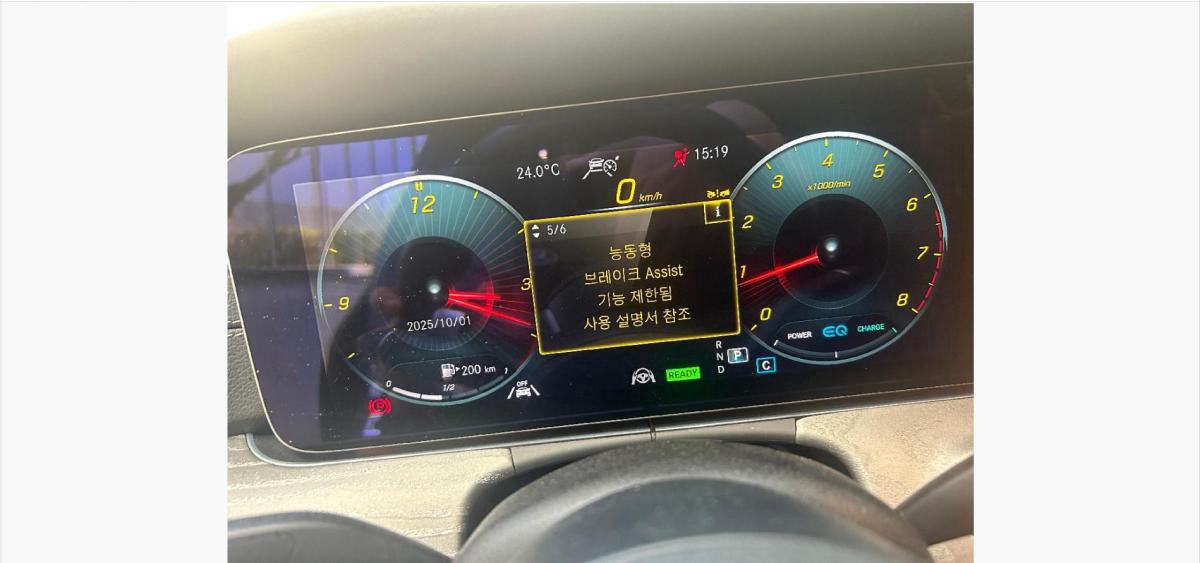 24.0°C
15:19
0 km/h
5/6
i
능동형
브레이크 Assist
기능 제한됨
사용 설명서 참조
12
3
9
2025/10/01
200 km
0
1/2
OFF
P
READY
R
N
P
D
C
0
1
2
3
4
5
6
7
8
x1000/min
POWER
EQ
CHARGE